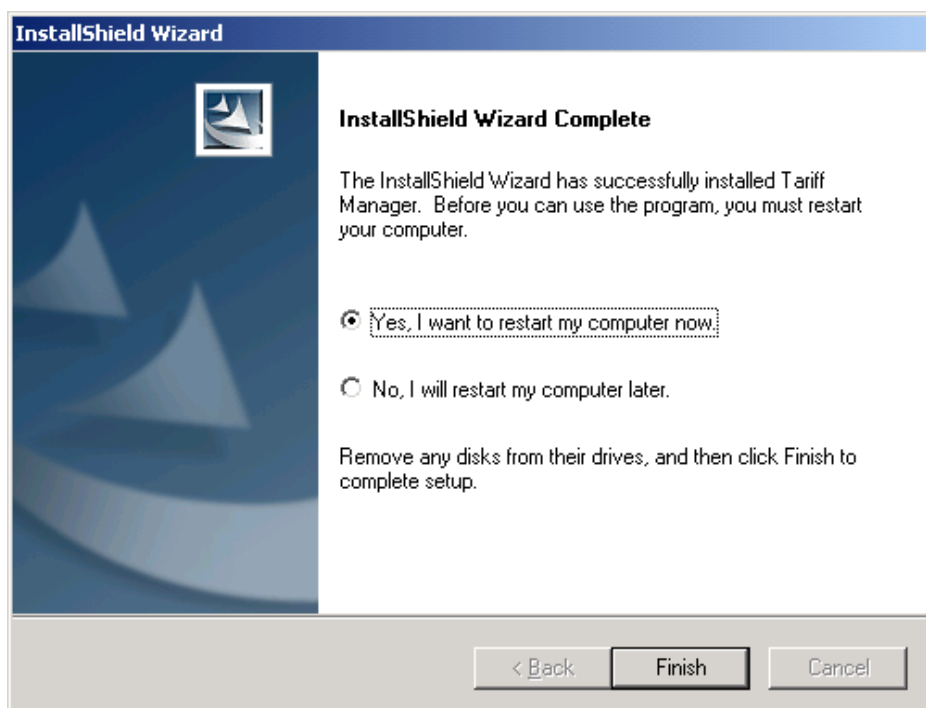 InstallShield Wizard
InstallShield Wizard Complete
The InstallShield Wizard has successfully installed Tariff
Manager.  Before you can use the program, you must restart
your computer.
Yes, I want to restart my computer now.
No, I will restart my computer later.
Remove any disks from their drives, and then click Finish to
complete setup.
< Back
Finish
Cancel